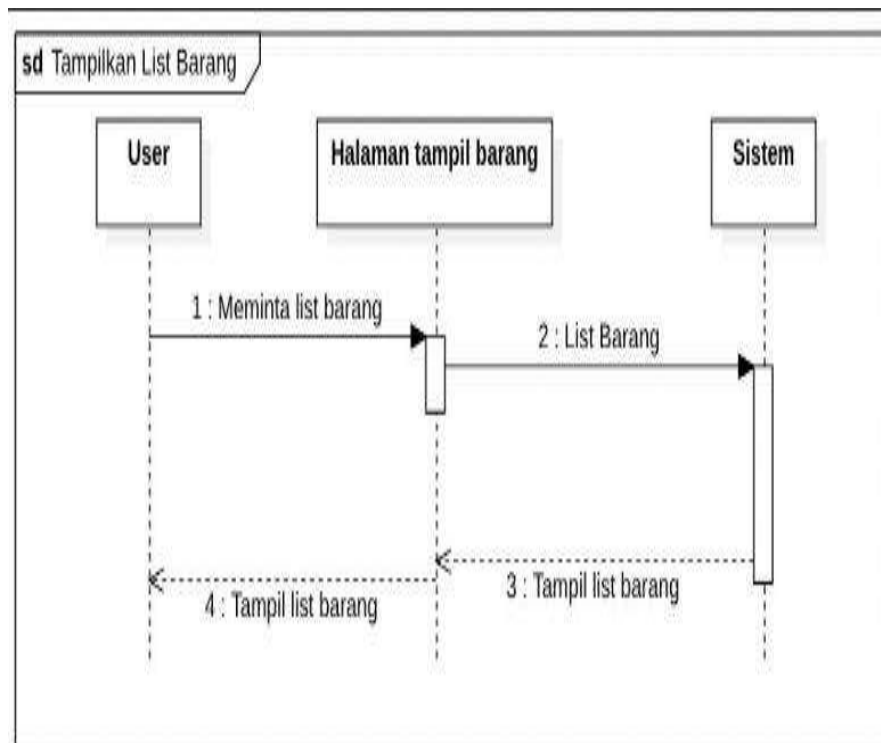 sd Tampilkan List Barang
User
Halaman tampil barang
Sistem
1 : Meminta list barang
2 : List Barang
3 : Tampil list barang
4 : Tampil list barang